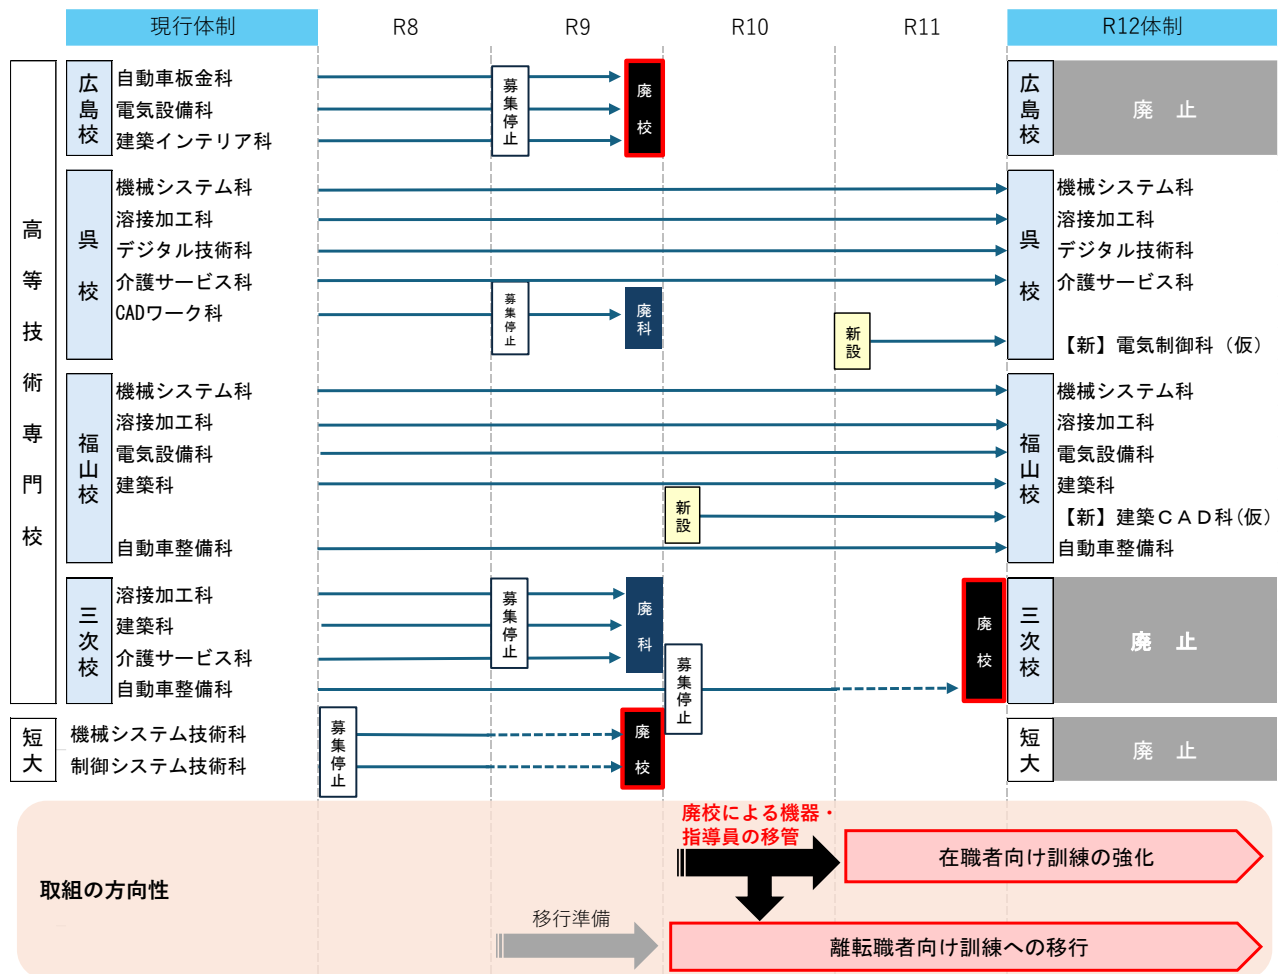 現行体制 R8 R9 R10 R11 R12体制
高等技術専門校
広島校
自動車板金科
電気設備科
建築インテリア科
募集停止
廃校
広島校
廃 止
呉校
機械システム科
溶接加工科
デジタル技術科
介護サービス科
CADワーク科
募集停止
廃科
新設
呉校
機械システム科
溶接加工科
デジタル技術科
介護サービス科
【新】電気制御科（仮）
福山校
機械システム科
溶接加工科
電気設備科
建築科
自動車整備科
新設
福山校
機械システム科
溶接加工科
電気設備科
建築科
【新】建築ＣＡＤ科(仮)
自動車整備科
三次校
溶接加工科
建築科
介護サービス科
自動車整備科
募集停止
廃科
募集停止
廃校
三次校
廃 止
短大
機械システム技術科
制御システム技術科
募集停止
廃校
短大
廃 止
取組の方向性
廃校による機器・
指導員の移管
在職者向け訓練の強化
移行準備
離転職者向け訓練への移行